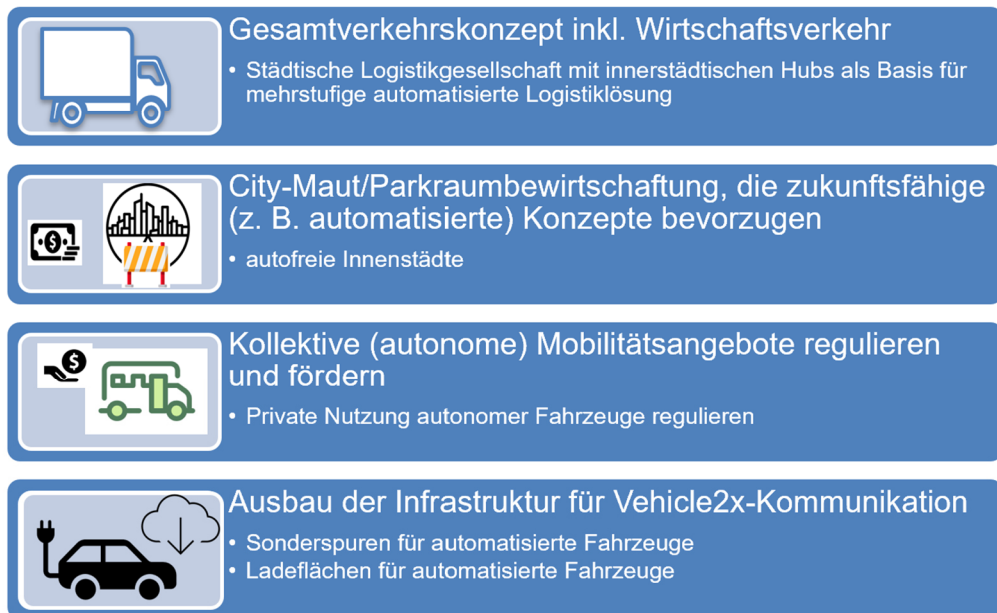 Gesamtverkehrskonzept inkl. Wirtschaftsverkehr
• Städtische Logistikgesellschaft mit innerstädtischen Hubs als Basis für
mehrstufige automatisierte Logistiklösung
City-Maut/Parkraumbewirtschaftung, die zukunftsfähige
(z. B. automatisierte) Konzepte bevorzugen
• autofreie Innenstädte
Kollektive (autonome) Mobilitätsangebote regulieren
und fördern
• Private Nutzung autonomer Fahrzeuge regulieren
Ausbau der Infrastruktur für Vehicle2x-Kommunikation
• Sonderspuren für automatisierte Fahrzeuge
• Ladeflächen für automatisierte Fahrzeuge